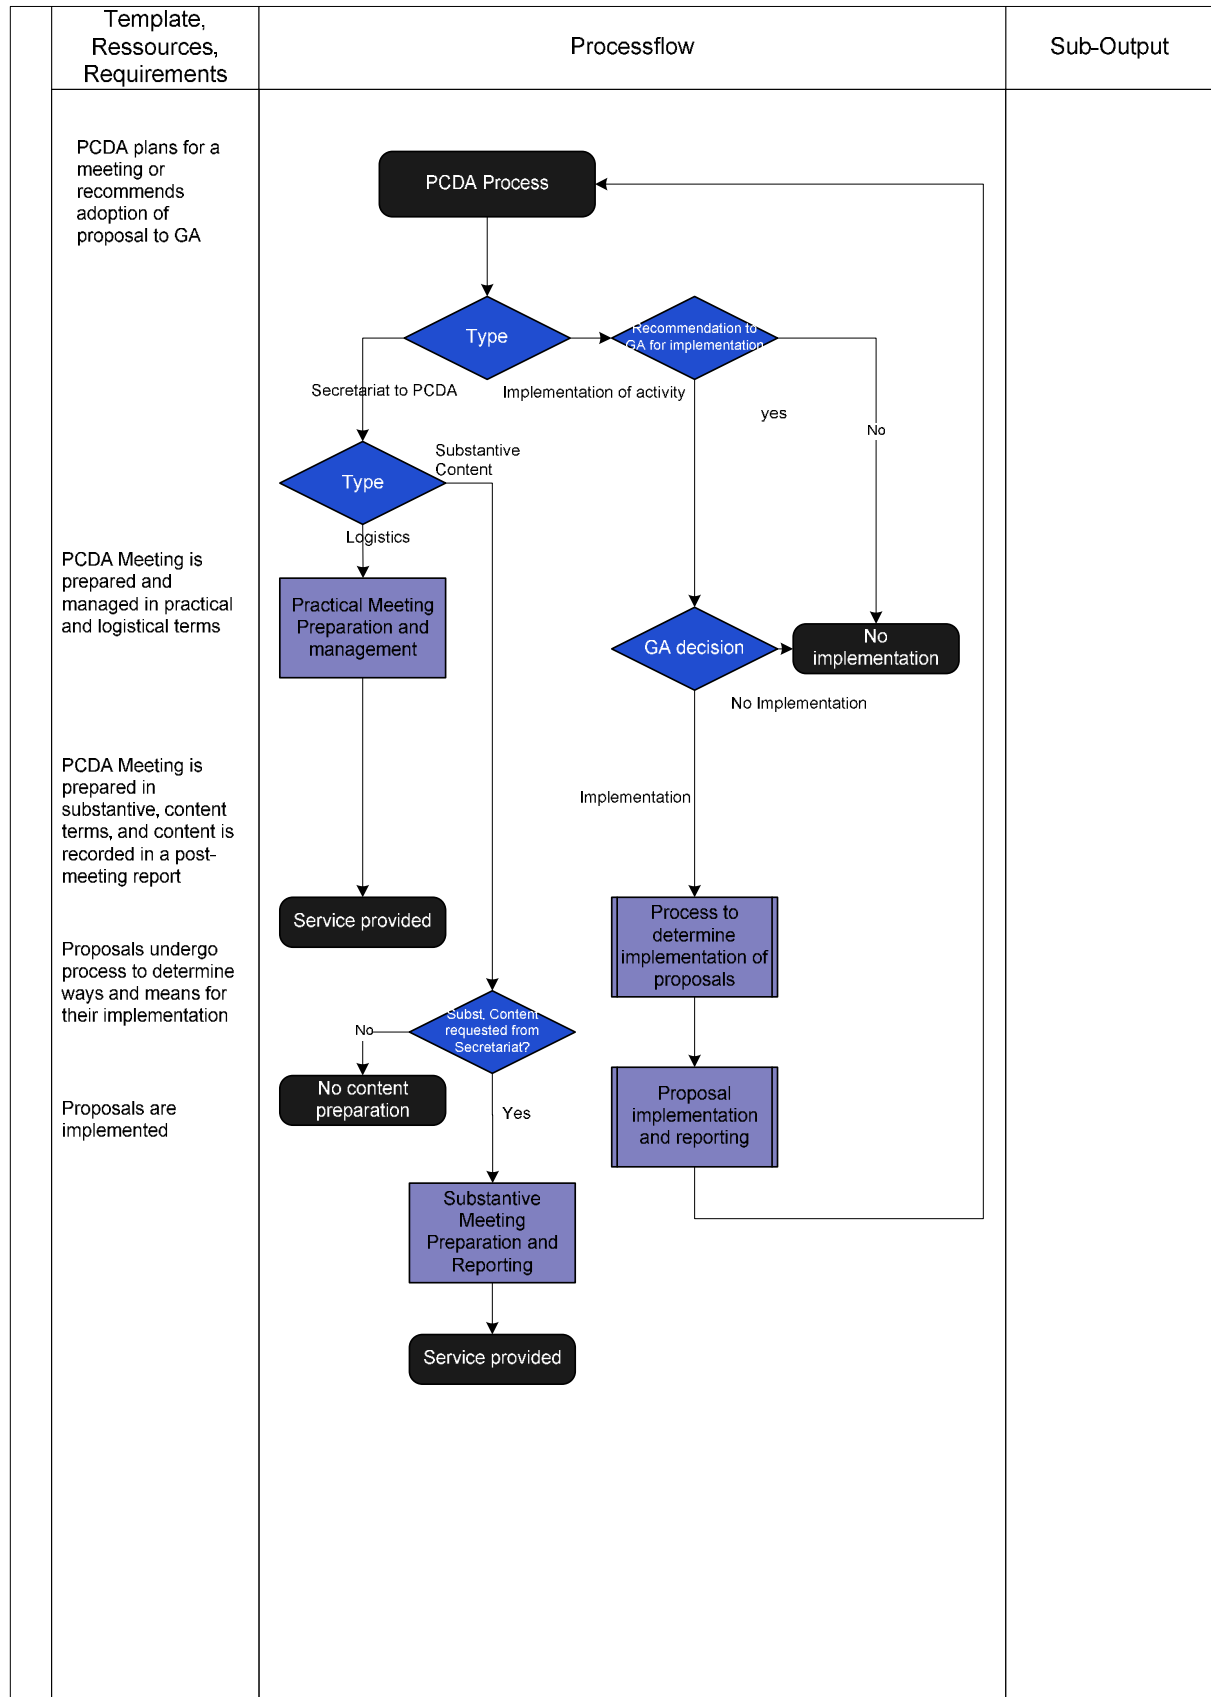 Template,
Ressources,
Requirements
Processflow
Sub-Output
PCDA plans for a
meeting or
recommends
adoption of
proposal to GA
PCDA Process
Type
Recommendation to
GA for implementation
Secretariat to PCDA
Implementation of activity
yes
No
Substantive
Content
Type
Logistics
PCDA Meeting is
prepared and
managed in practical
and logistical terms
Practical Meeting
Preparation and
management
GA decision
No
implementation
No Implementation
PCDA Meeting is
prepared in
substantive, content
terms, and content is
recorded in a post-
meeting report
Implementation
Service provided
Process to
determine
implementation of
proposals
Proposals undergo
process to determine
ways and means for
their implementation
Subst. Content
requested from
Secretariat?
No
No content
preparation
Proposals are
implemented
Yes
Proposal
implementation
and reporting
Substantive
Meeting
Preparation and
Reporting
Service provided